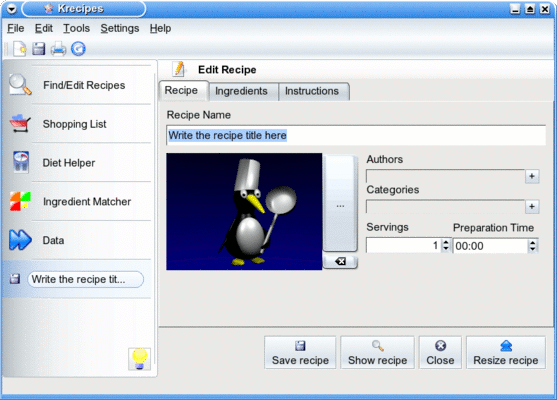 Krecipes
File Edit Tools Settings Help
Find/Edit Recipes
Shopping List
Diet Helper
Ingredient Matcher
Data
Write the recipe tit...
Edit Recipe
Recipe Ingredients Instructions
Recipe Name
Write the recipe title here
...
Authors
+
Categories
+
Servings Preparation Time
1 00:00
Save recipe Show recipe Close Resize recipe